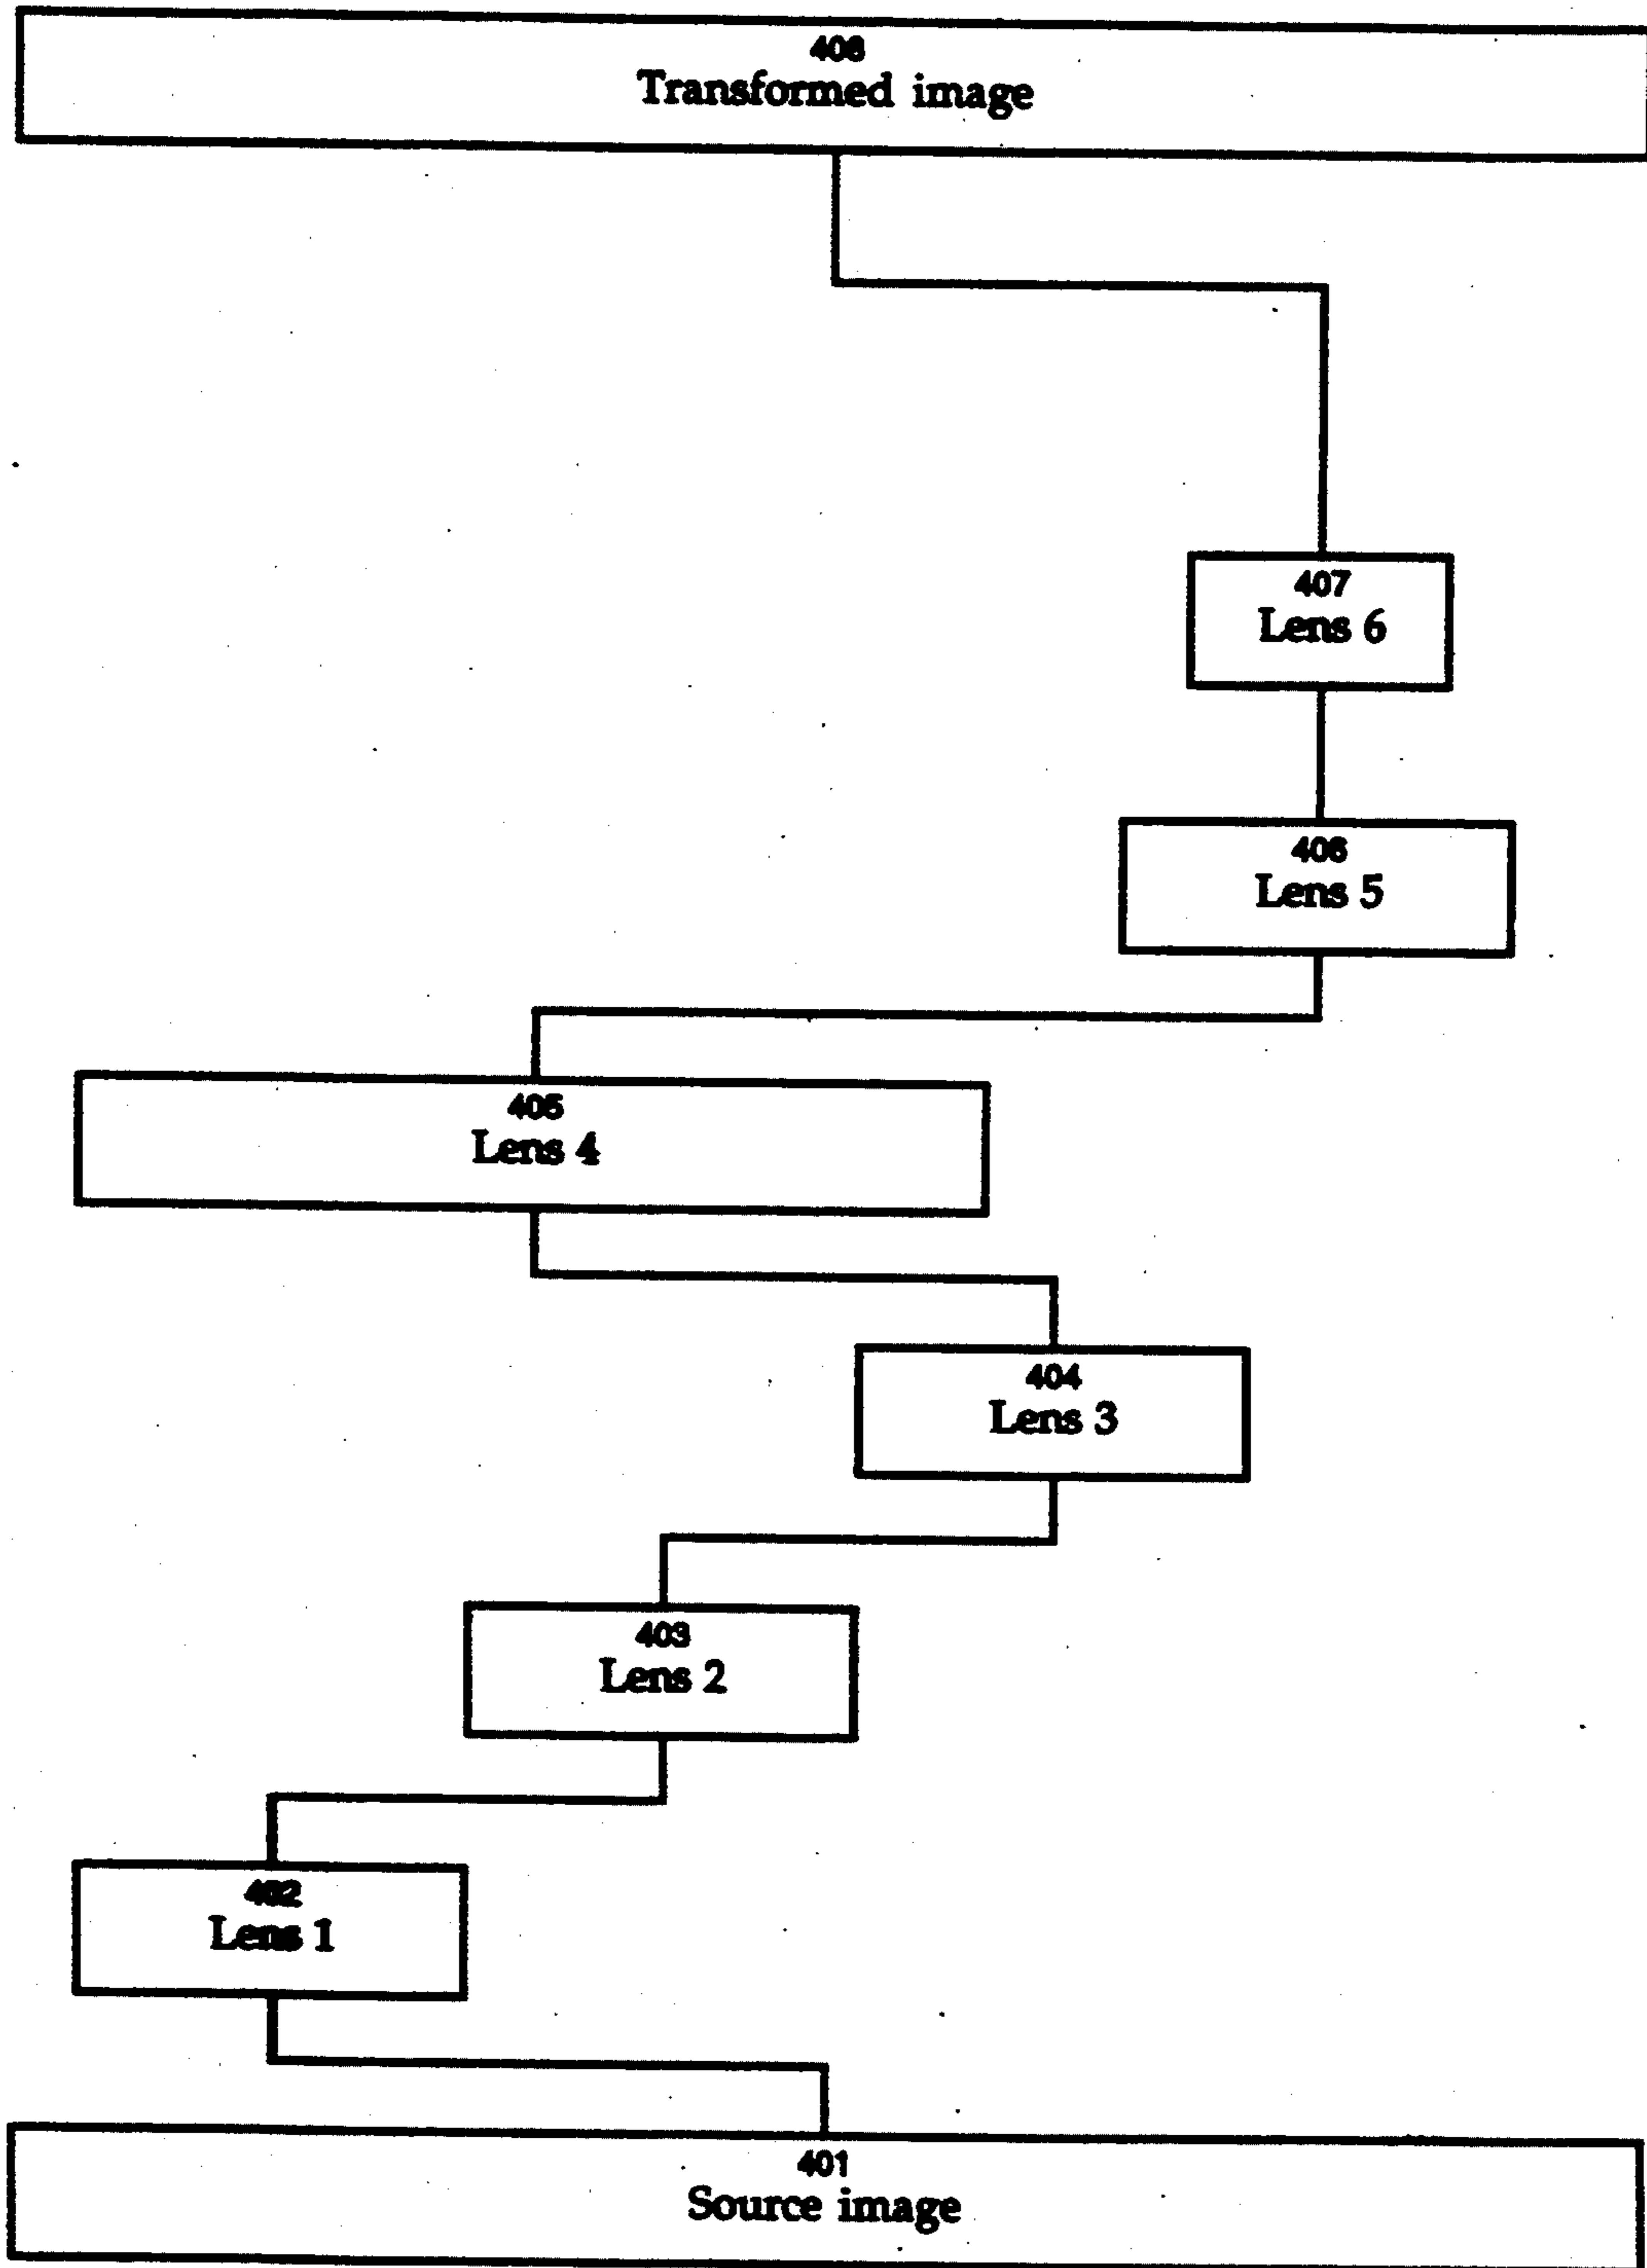 408
Transformed image
407
Lens 6
406
Lens 5
405
Lens 4
404
Lens 3
403
Lens 2
402
Lens 1
401
Source image